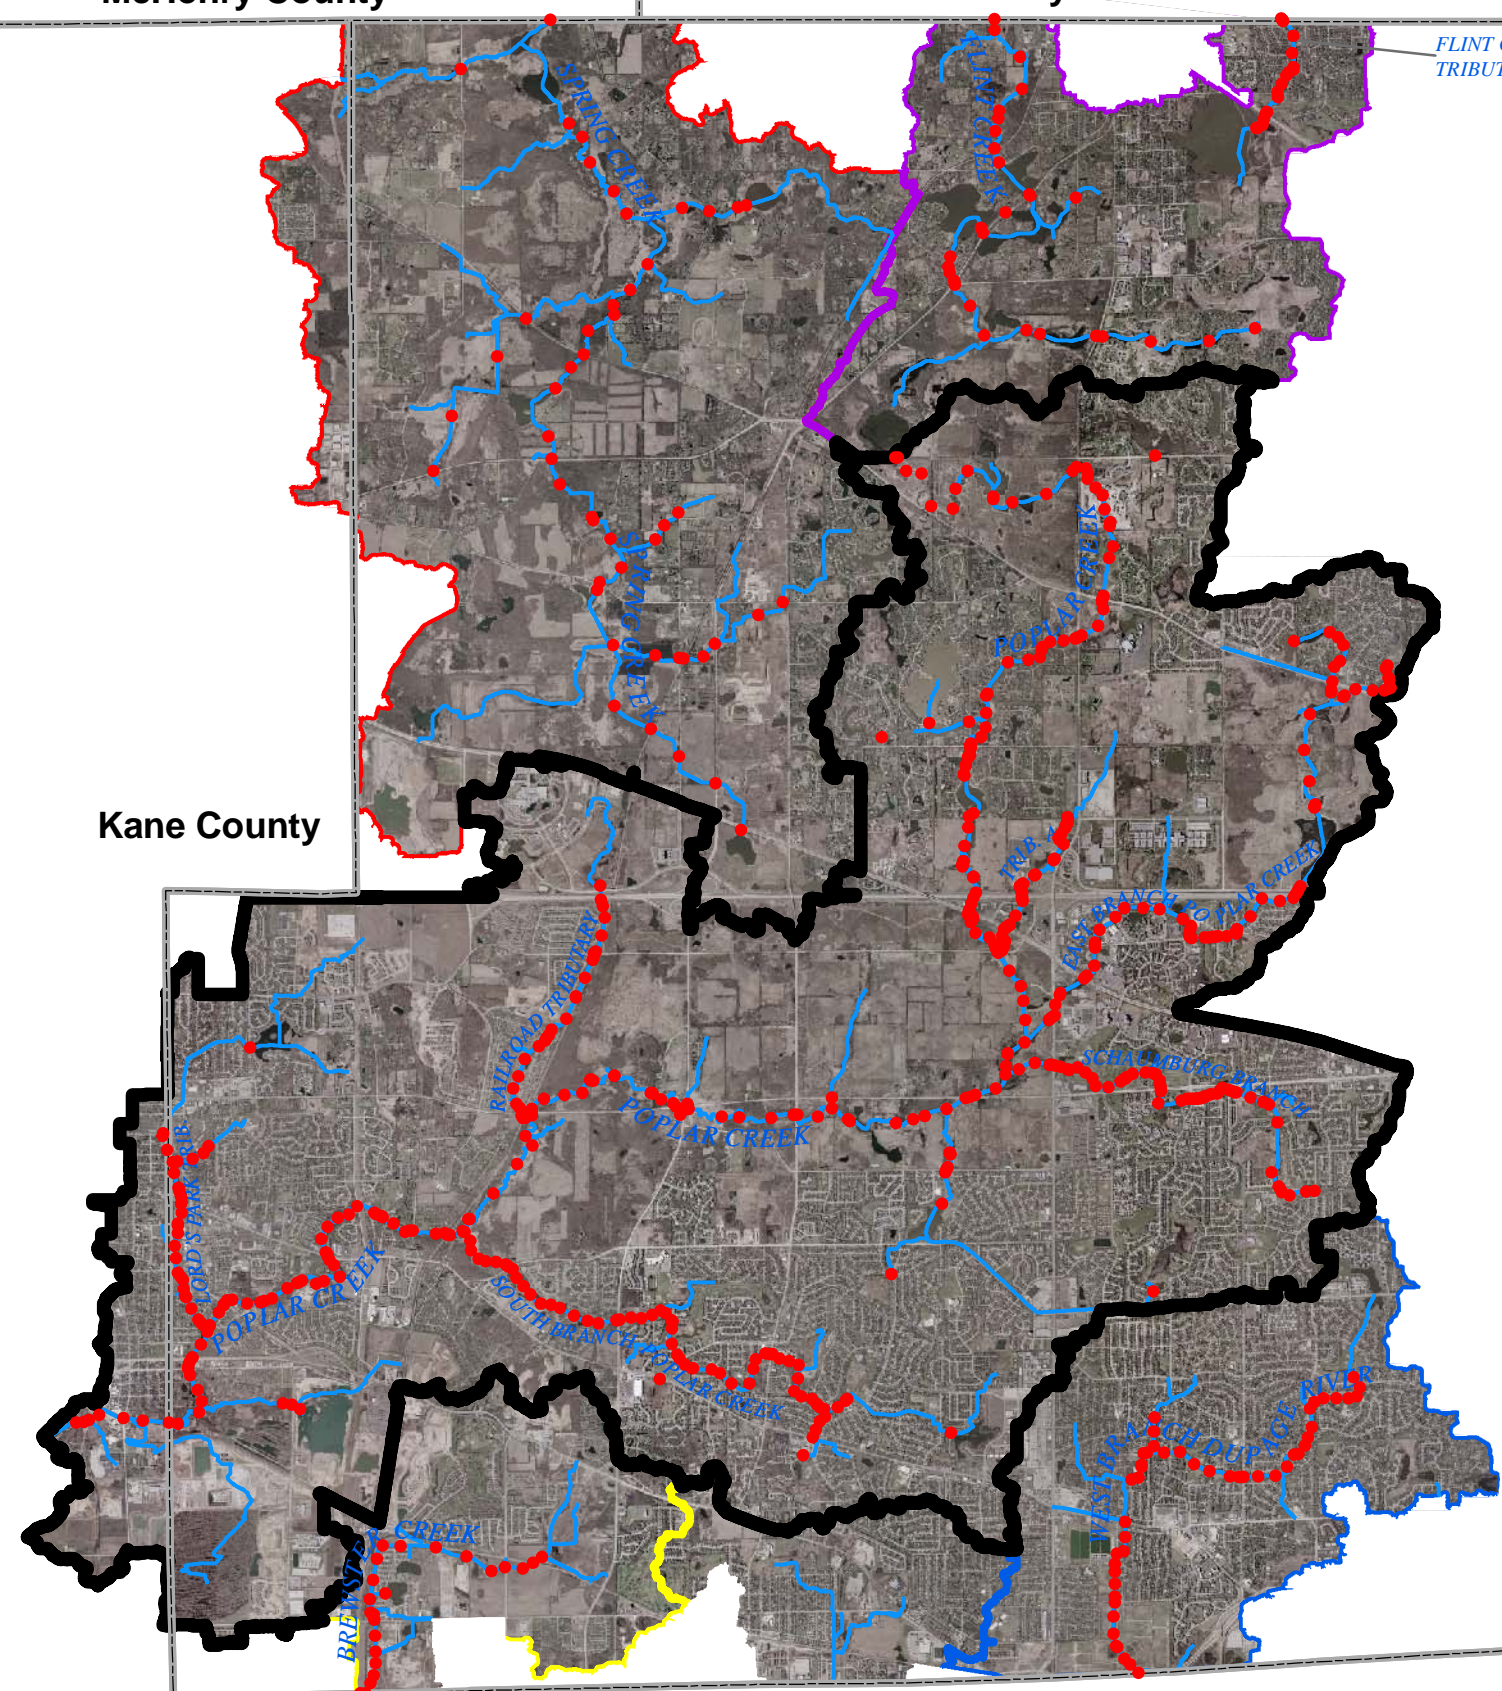 McHenry County
FLINT
TRIBUT
SPRING CREEK
FLINT CREEK
POPLAR CREEK
SPRING CREEK
Kane County
TRIB. A
EAST BRANCH POPLAR CREEK
RAILROAD TRIBUTARY
SCHAUMBURG BRANCH
POPLAR CREEK
LORD'S PARK TRIB.
POPLAR CREEK
SOUTH BRANCH POPLAR CREEK
WEST BRANCH DUPAGE RIVER
BREWSTER CREEK